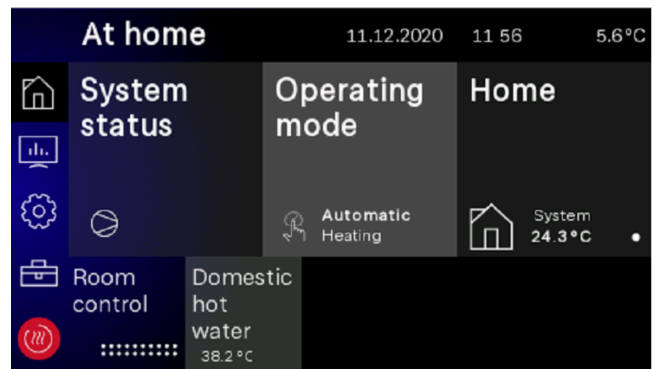 At home 11.12.2020 11 56 5.6°C
System
status
Operating
mode
Automatic
Heating
Home
System
24.3°C
Room
control
Domestic
hot
water
38.2°C